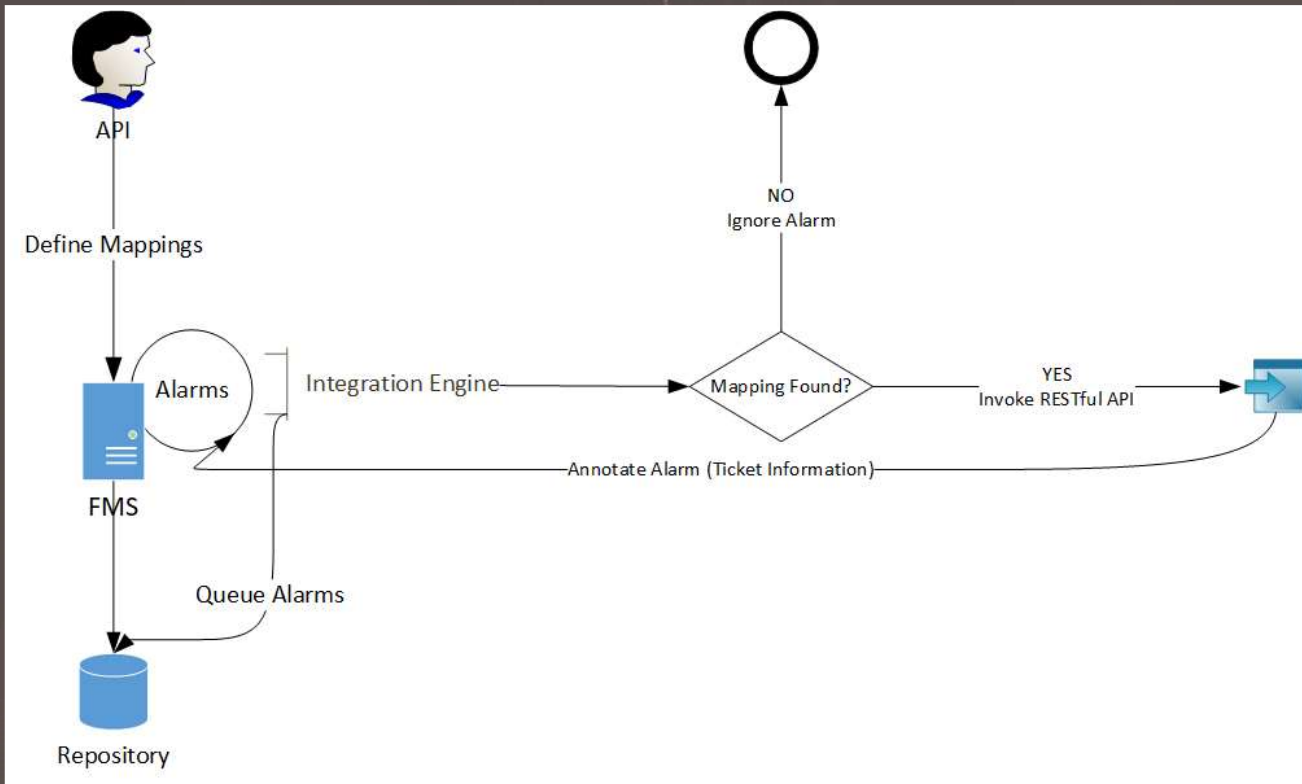 API
Define Mappings
NO
Ignore Alarm
Alarms
Integration Engine
Mapping Found?
YES
Invoke RESTful API
Annotate Alarm (Ticket Information)
FMS
Queue Alarms
Repository